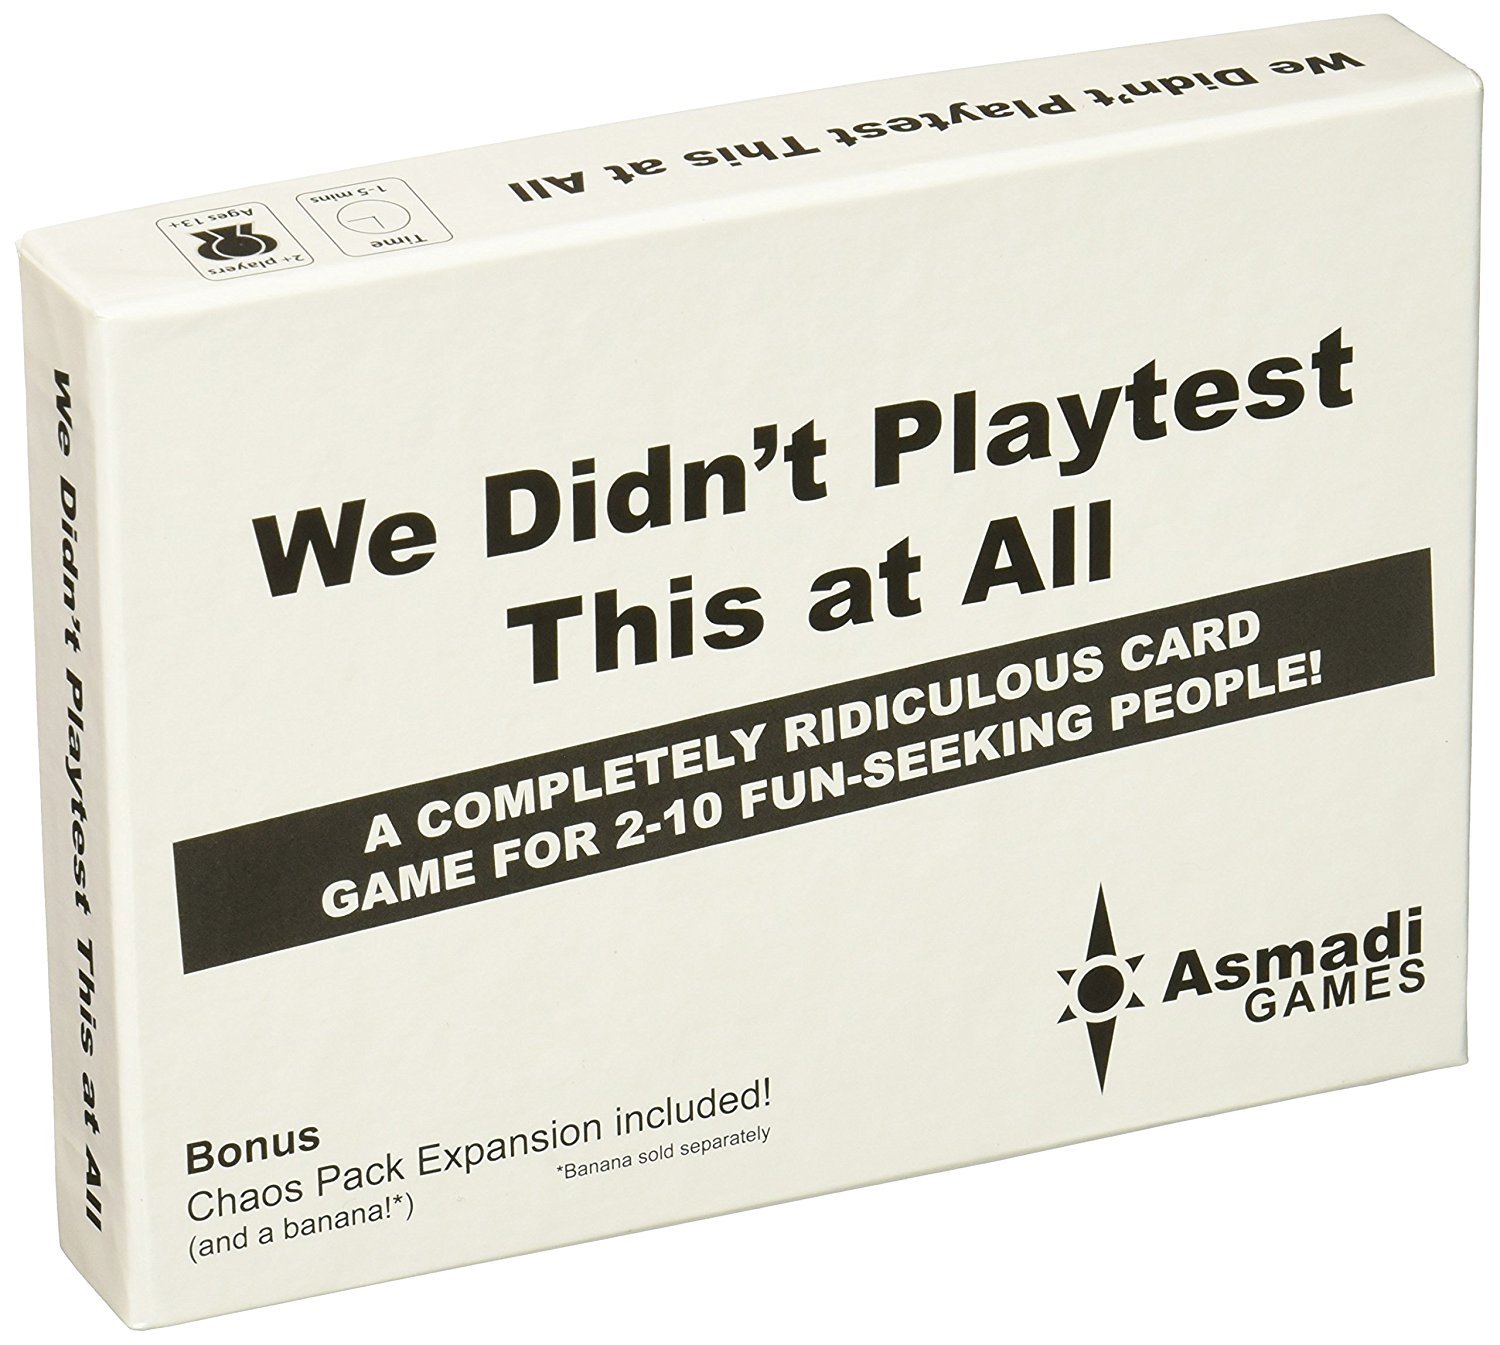 We Didn't Playtest This at All
Time
1-5 mins
2+ players
Ages 13+
We Didn't Playtest This at All
We Didn't Playtest
This at All
A COMPLETELY RIDICULOUS CARD
GAME FOR 2-10 FUN-SEEKING PEOPLE!
Asmadi
GAMES
Bonus
Chaos Pack Expansion included!
(and a banana!*)
*Banana sold separately